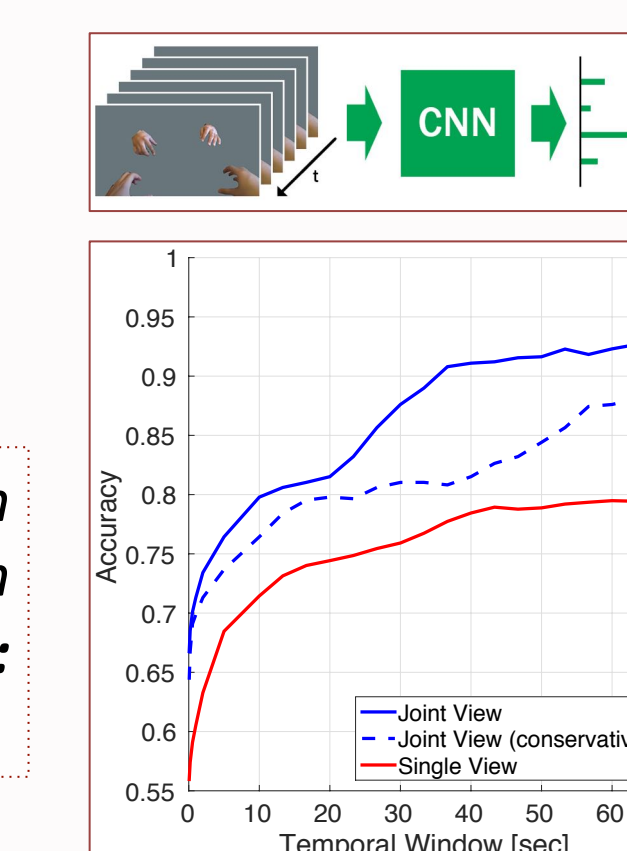 t
CNN
1
0.95
0.9
0.85
0.8
0.75
0.7
0.65
0.6
0.55
Accuracy
Joint View
Joint View (conservativ
Single View
0 10 20 30 40 50 60
Temporal Window [sec]
n
n
: